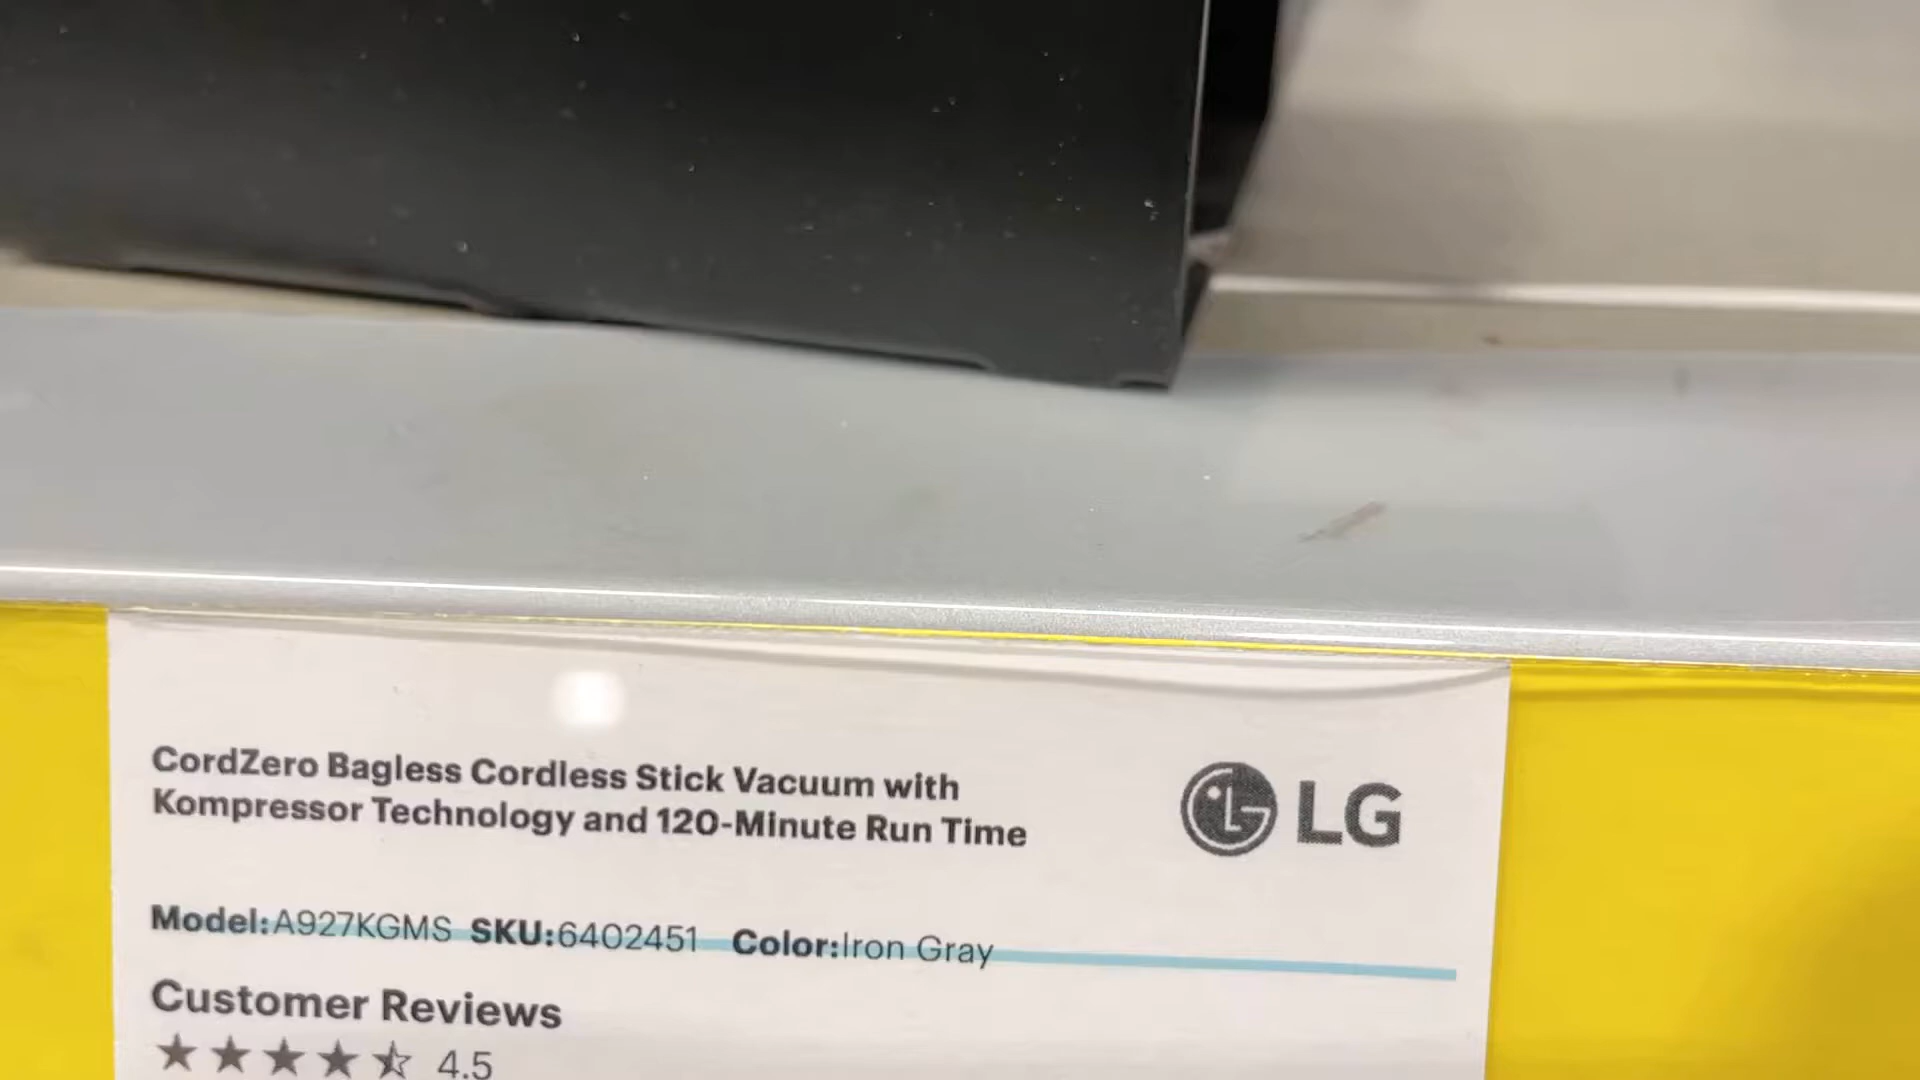 CordZero Bagless Cordless Stick Vacuum with
Kompressor Technology and 120-Minute Run Time
LG
Model:A927KGMS SKU:6402451 Color:Iron Gray
Customer Reviews
★★★★⯪ 4.5